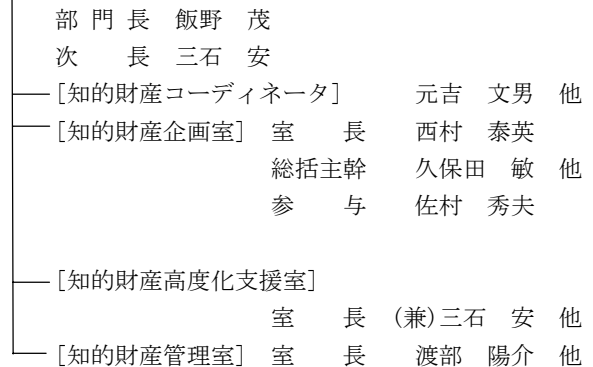 部 門 長　飯野　茂
次　　長　三石　安
[知的財産コーディネータ]　　　元吉　文男　他
[知的財産企画室]　室　　長　　西村　泰英
総括主幹　　久保田　敏　他
参　　与　　佐村　秀夫
[知的財産高度化支援室]
室　　長　(兼)三石　安　他
[知的財産管理室]　室　　長　　渡部　陽介　他